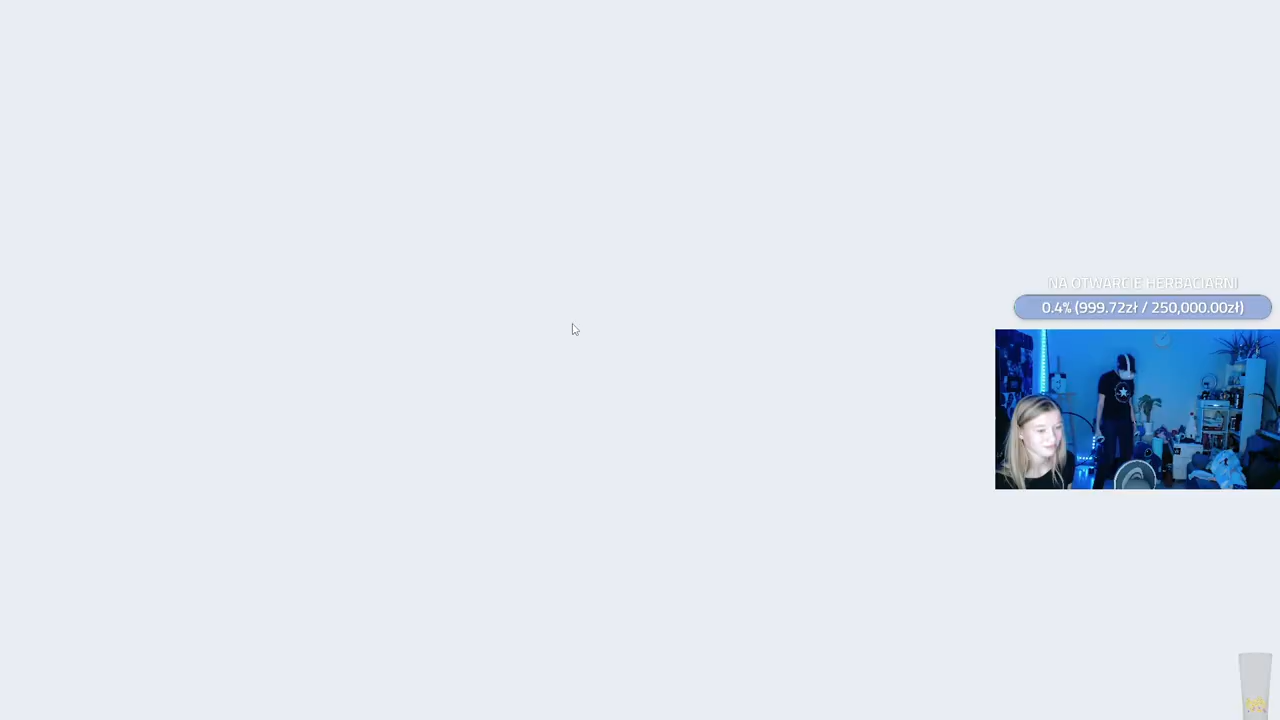 NA OTWARCIE HERBACIARNI
0.4% (999.72zł / 250,000.00zł)